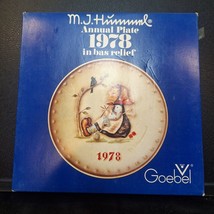 M.J. Hummel®
Annual Plate
1978
in bas relief
1978
Goebel